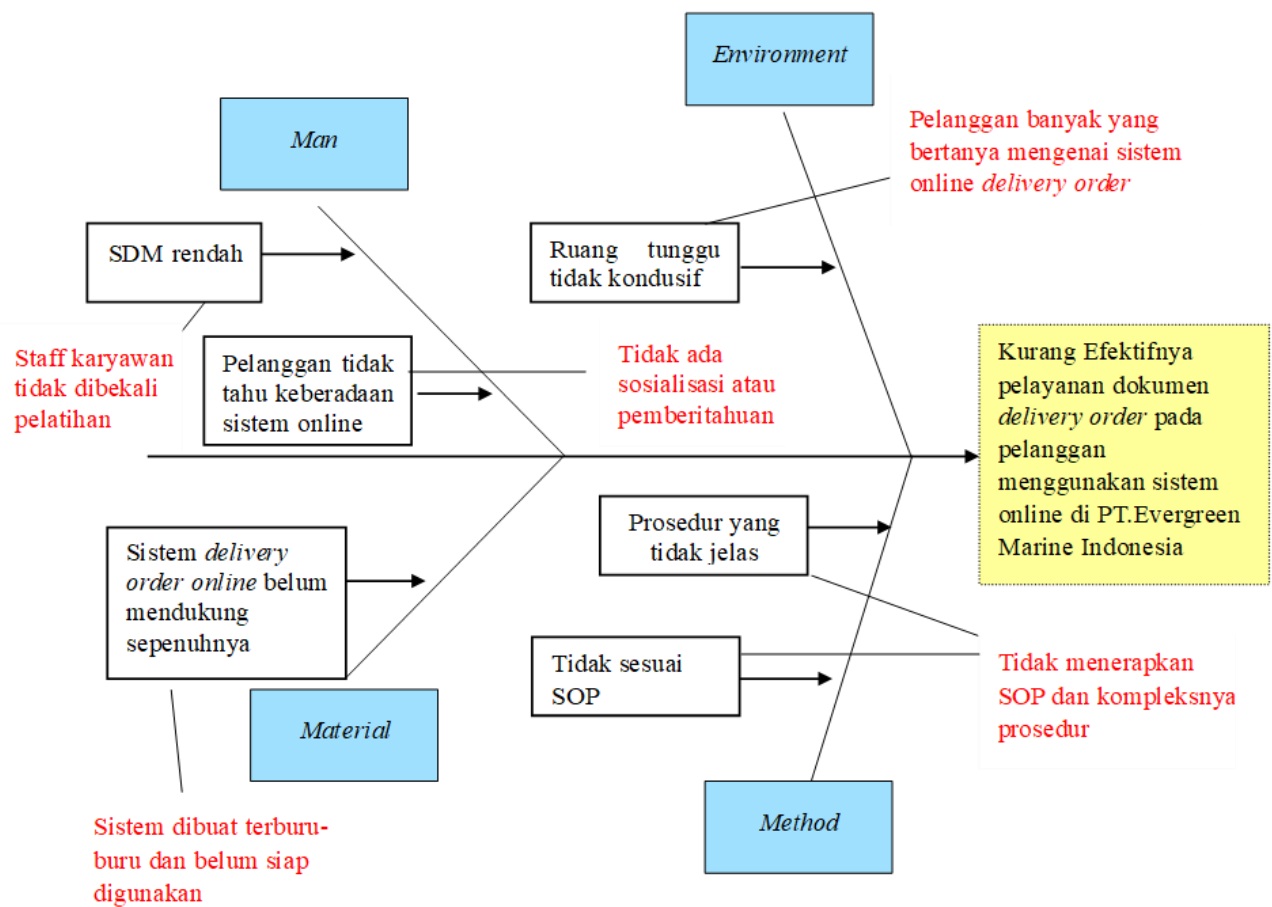 Environment
Man
Pelanggan banyak yang
bertanya mengenai sistem
online delivery order
SDM rendah
Ruang tunggu
tidak kondusif
Staff karyawan
tidak dibekali
pelatihan
Pelanggan tidak
tahu keberadaan
sistem online
Tidak ada
sosialisasi atau
pemberitahuan
Kurang Efektifnya
pelayanan dokumen
delivery order pada
pelanggan
menggunakan sistem
online di PT.Evergreen
Marine Indonesia
Sistem delivery
order online belum
mendukung
sepenuhnya
Prosedur yang
tidak jelas
Tidak sesuai
SOP
Tidak menerapkan
SOP dan kompleksnya
prosedur
Material
Method
Sistem dibuat terburu-
buru dan belum siap
digunakan